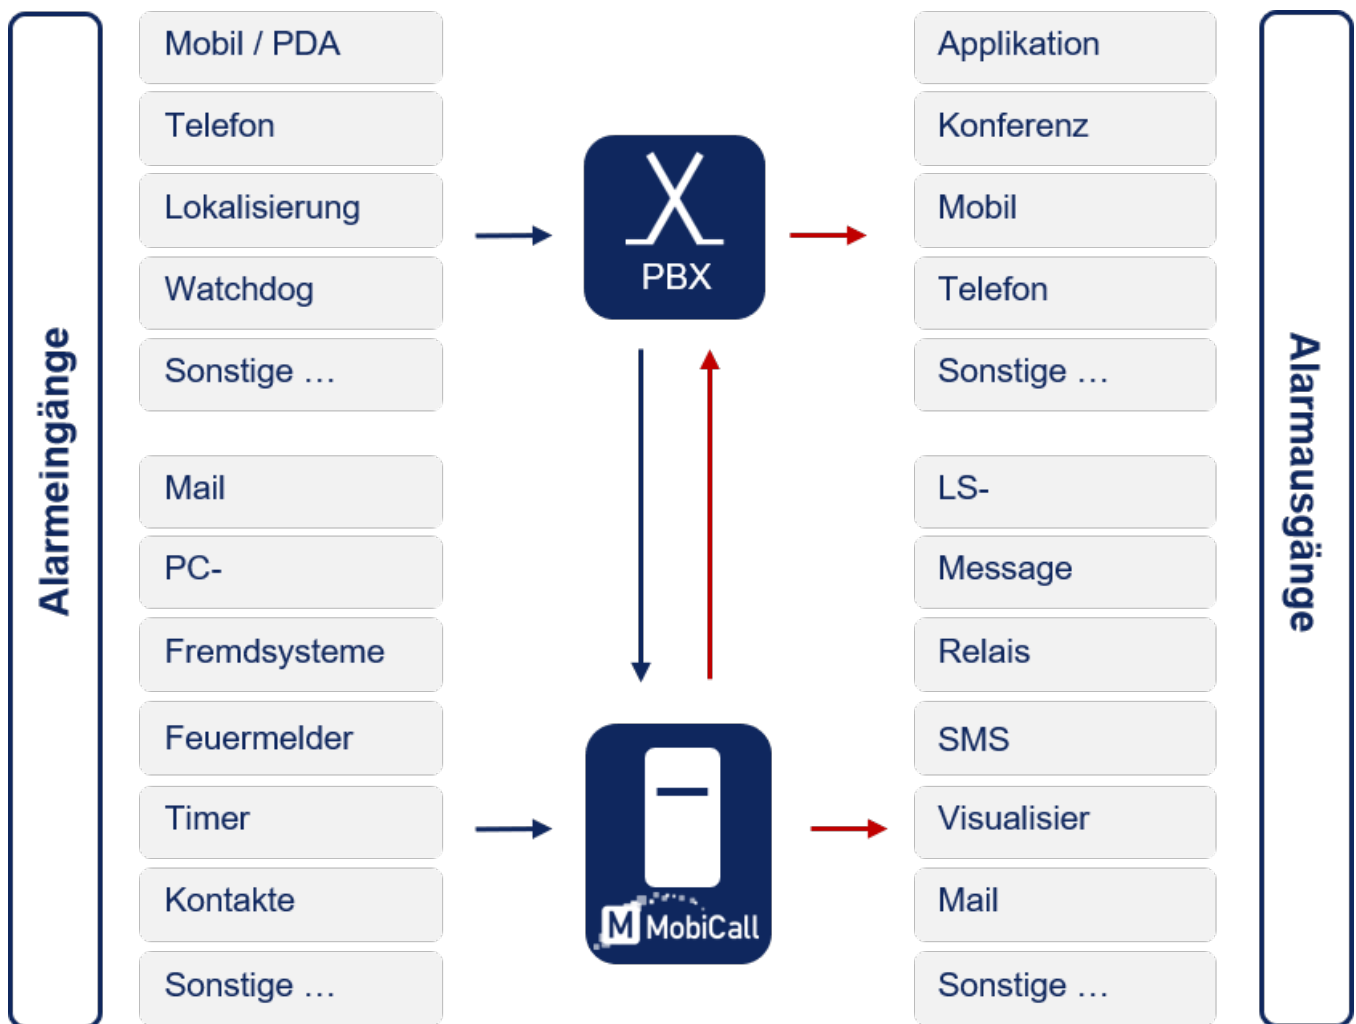 Alarmeingänge
Mobil / PDA
Telefon
Lokalisierung
Watchdog
Sonstige ...
Mail
PC-
Fremdsysteme
Feuermelder
Timer
Kontakte
Sonstige ...
PBX
M MobiCall
Applikation
Konferenz
Mobil
Telefon
Sonstige ...
LS-
Message
Relais
SMS
Visualisier
Mail
Sonstige ...
Alarmausgänge